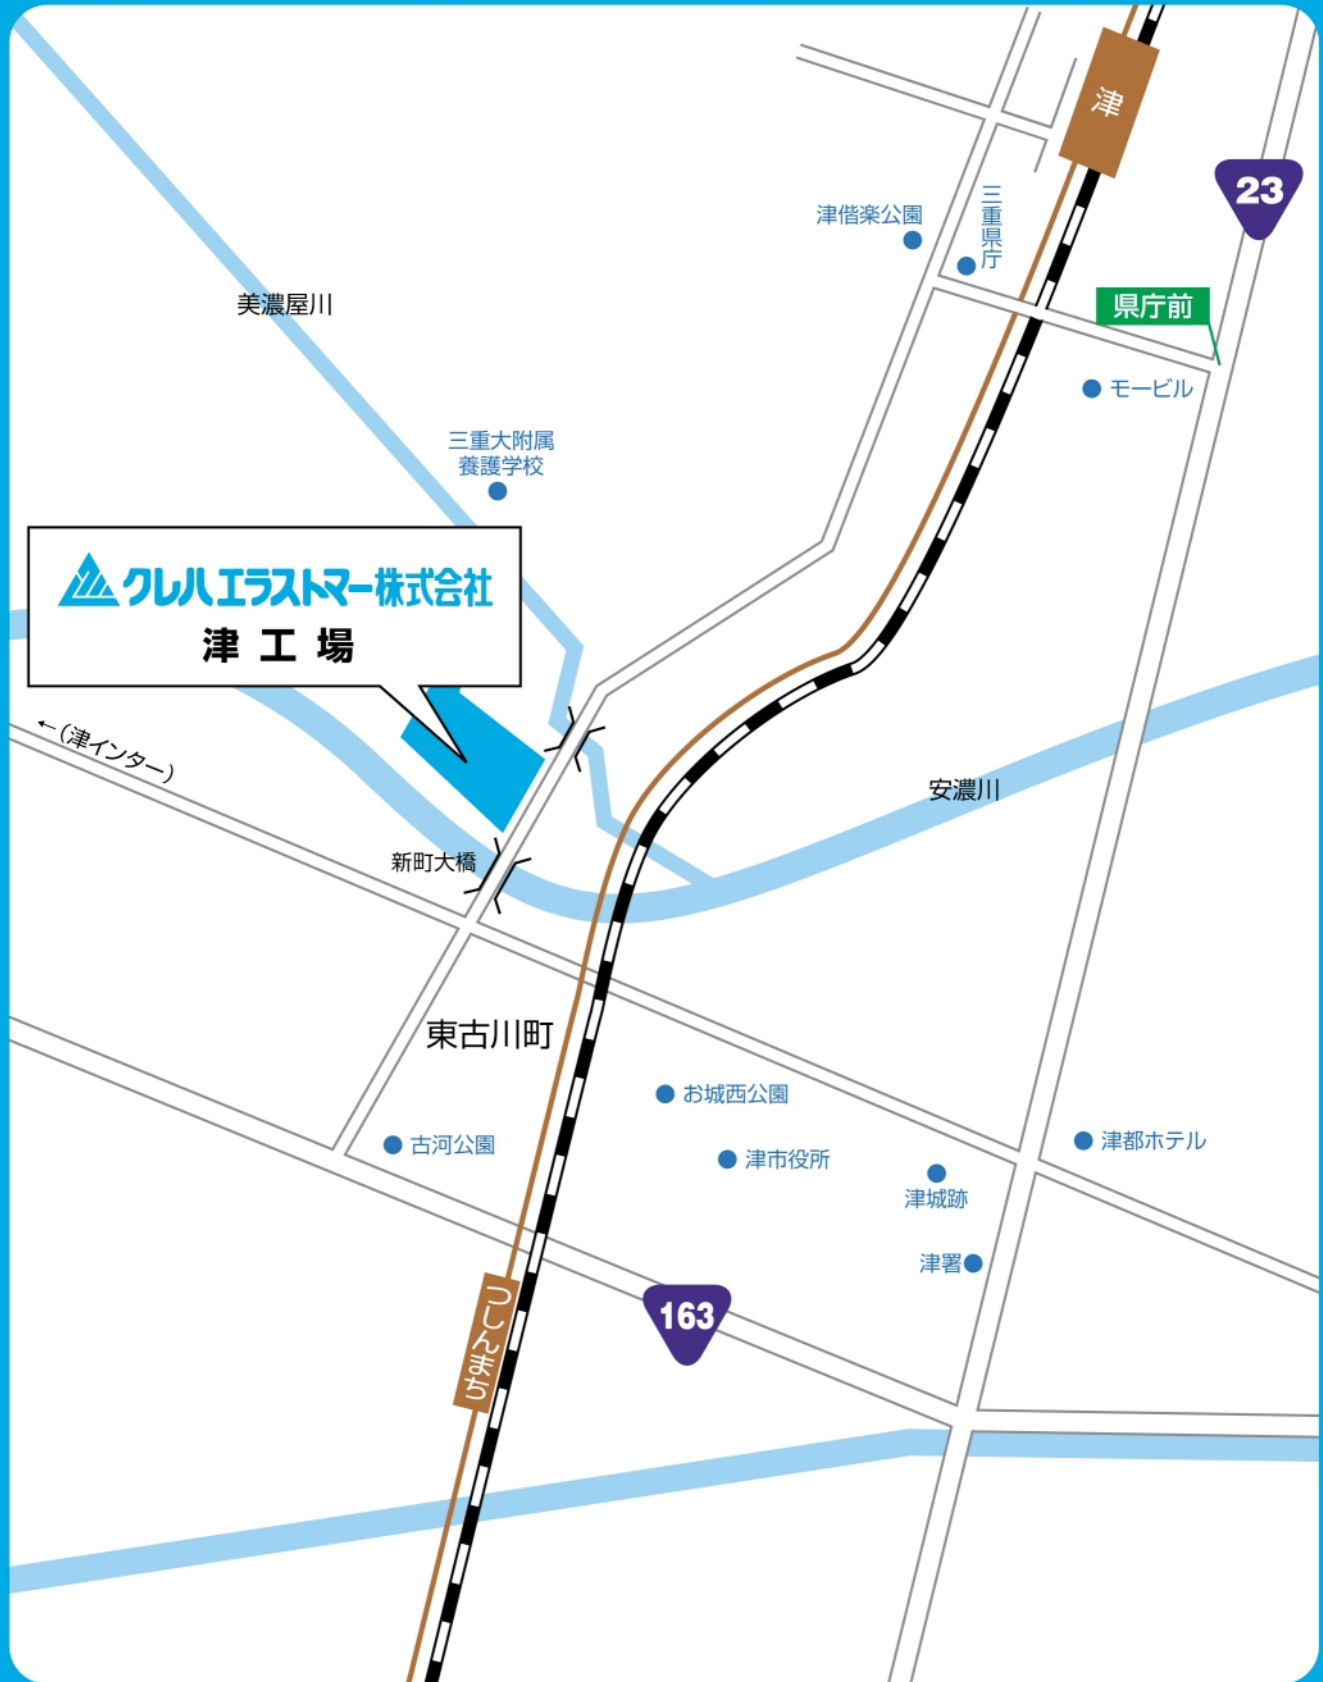 津
23
津偕楽公園
三重県庁
県庁前
美濃屋川
モービル
三重大附属
養護学校
クレハエラストマー株式会社
津工場
←(津インター)
安濃川
新町大橋
東古川町
お城西公園
古河公園
津市役所
津都ホテル
津城跡
津署
つしんまち
163